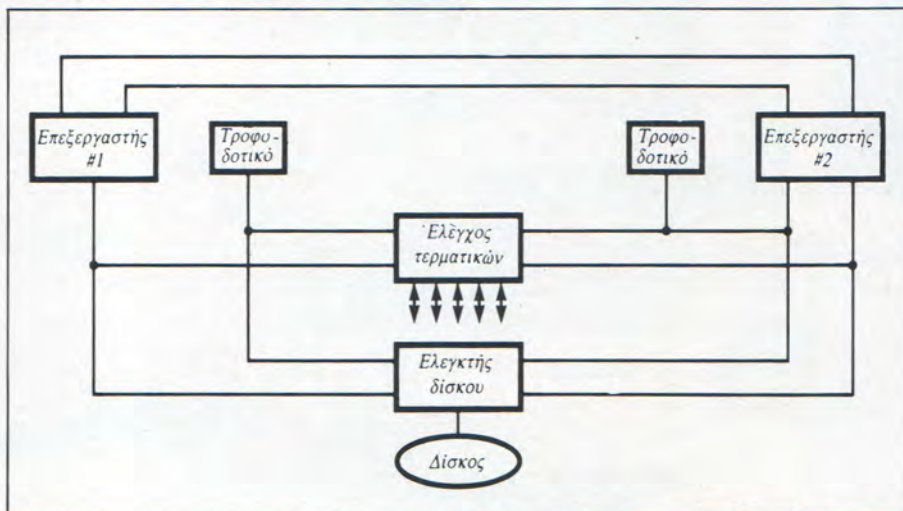 Επεξεργαστής
#1
Τροφο-
δοτικό
Τροφο-
δοτικό
Επεξεργαστής
#2
Έλεγχος
τερματικών
Ελεγκτής
δίσκου
Δίσκος